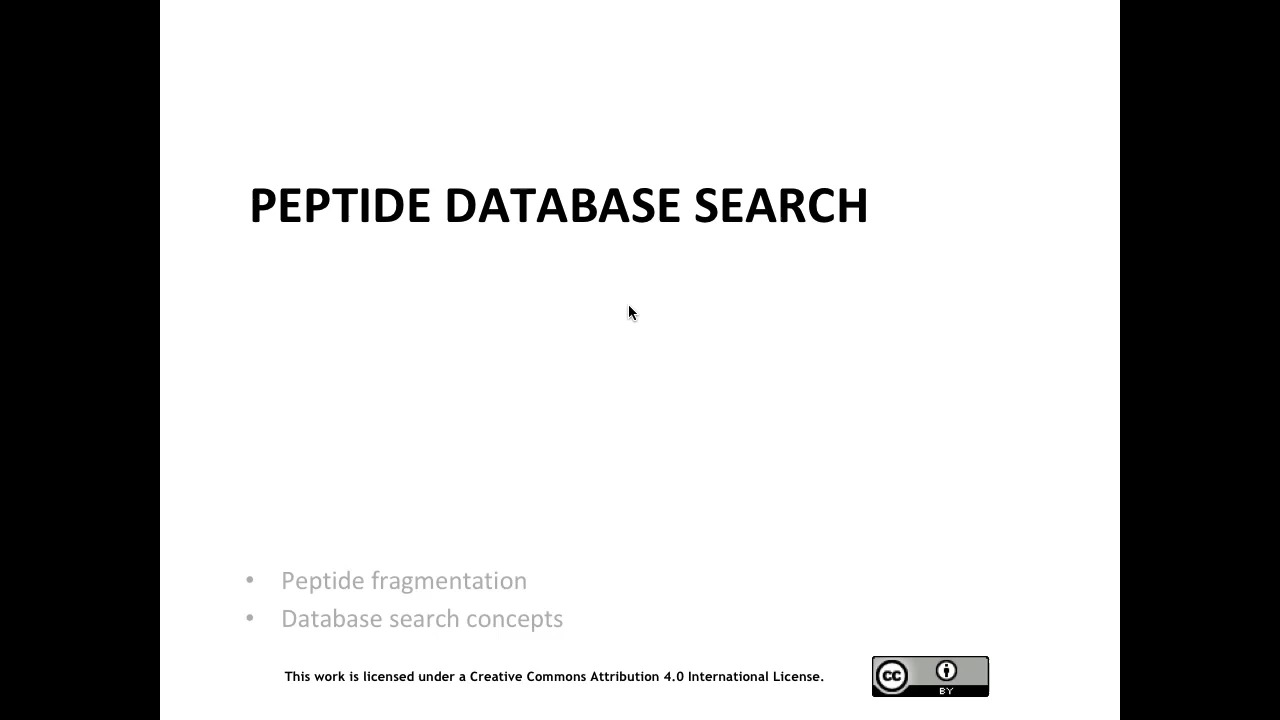 PEPTIDE DATABASE SEARCH
• Peptide fragmentation
• Database search concepts
This work is licensed under a Creative Commons Attribution 4.0 International License.
cc
BY